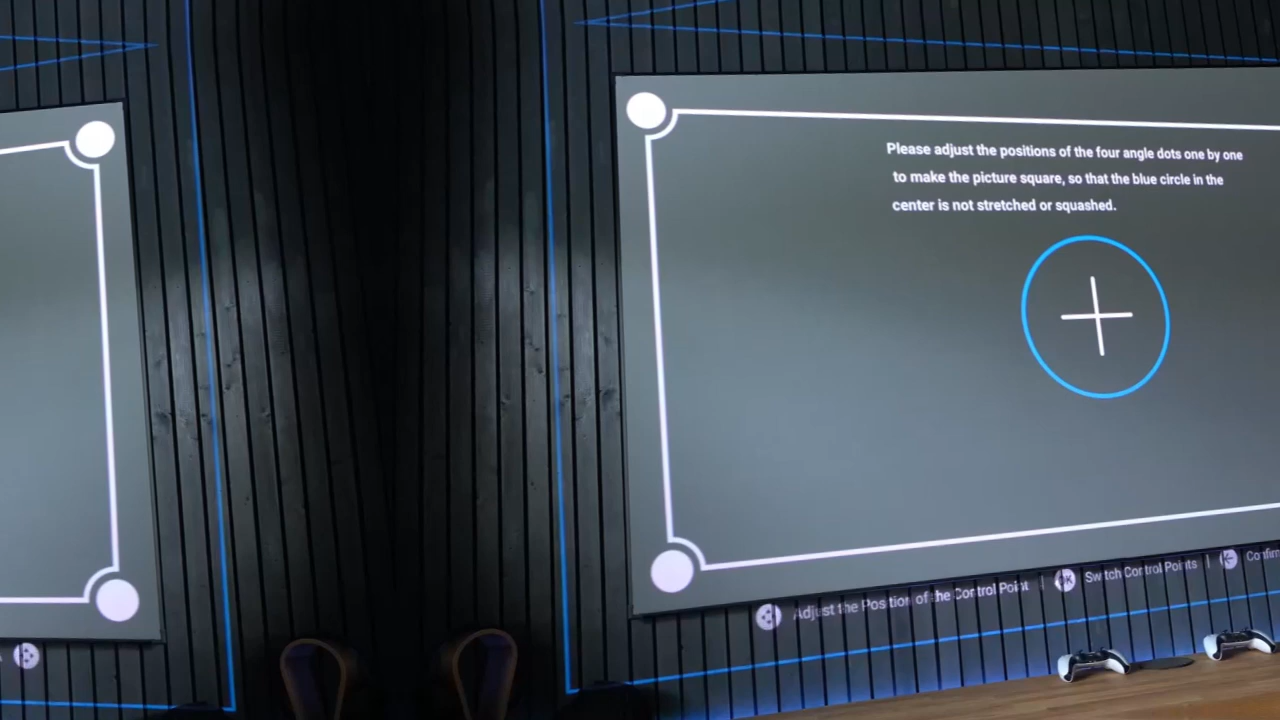 Please adjust the positions of the four angle dots one by one
to make the picture square, so that the blue circle in the
center is not stretched or squashed.
Adjust the Position of the Control Point | OK Switch Control Points |